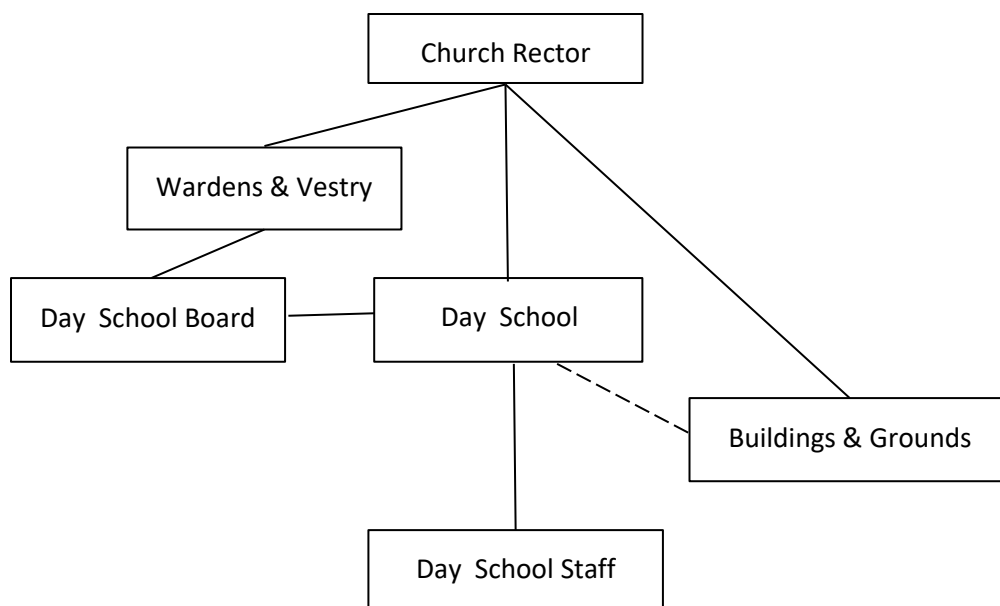 Church Rector
Wardens & Vestry
Day School Board
Day School
Buildings & Grounds
Day School Staff